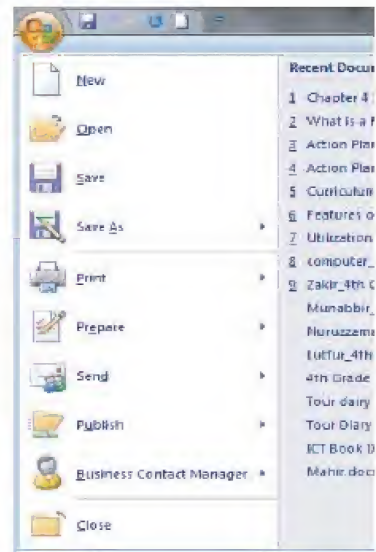 New
Open
Save
Save As
Print
Prepare
Send
Publish
Business Contact Manager
Close
Recent Docu
1 Chapter 4
2 What is a
3 Action Plan
4 Action Plan
5 Curriculum
6 Features o
7 Utilization
8 computer_
9 Zakir_4th
Munabbir_
Nuruzzama
Lutfur_4th
4th Grade
Tour dairy
Tour Diary
ICT Book
Mahir.doc